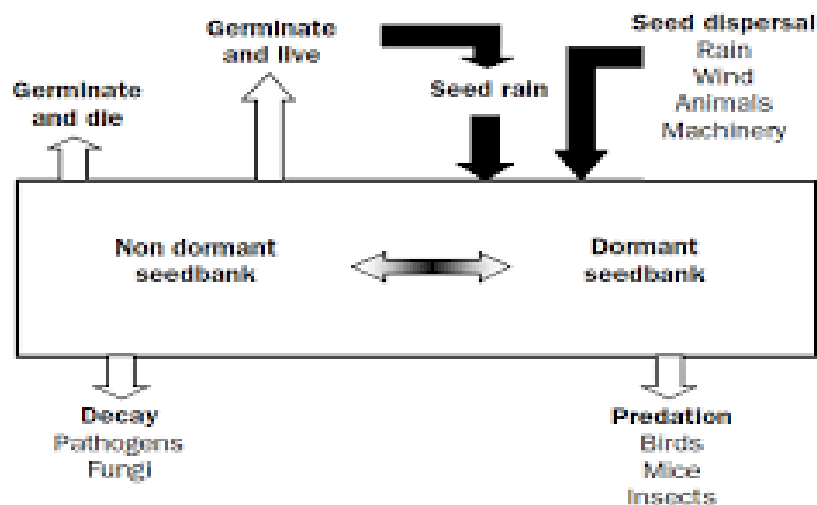 Germinate
and live
Seed dispersal
Rain
Wind
Animals
Machinery
Germinate
and die
Seed rain
Non dormant
seedbank
Dormant
seedbank
Decay
Pathogens
Fungi
Predation
Birds
Mice
Insects